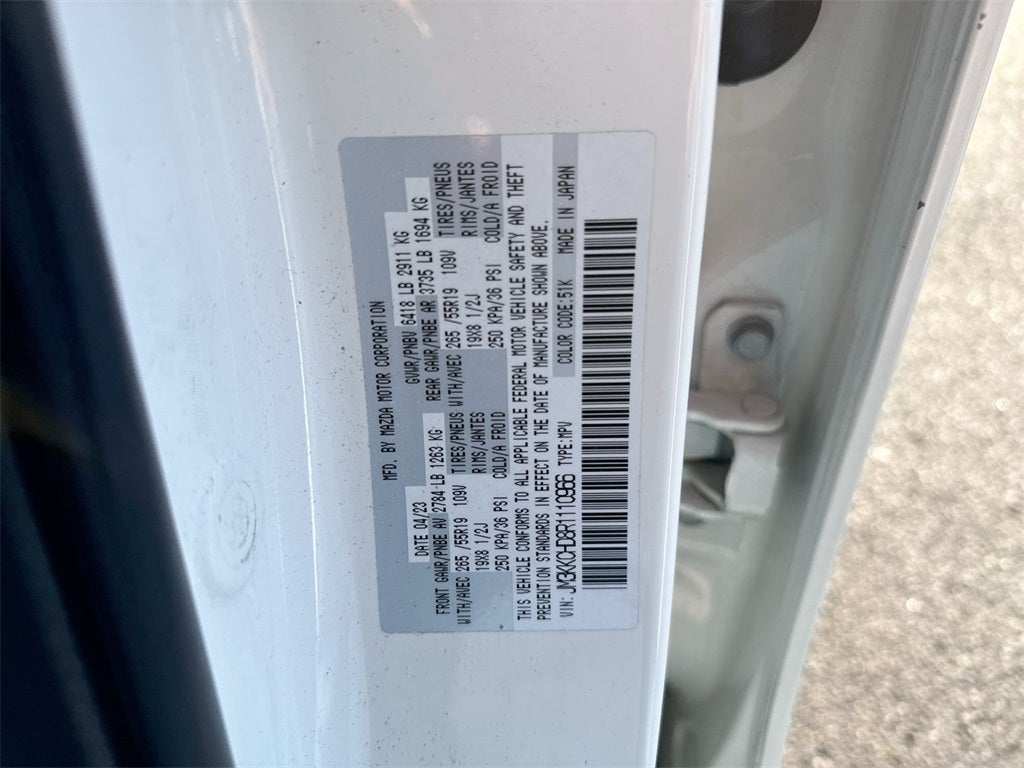 MFD. BY MAZDA MOTOR CORPORATION
DATE 04/23 GVWR/PNBV 6418 LB 2911 KG
FRONT GAWR/PNBE AV 2784 LB 1263 KG REAR GAWR/PNBE AR 3735 LB 1694 KG
WITH/AVEC 265 /55R19 109V TIRES/PNEUS WITH/AVEC 265 /55R19 109V TIRES/PNEUS
19X8 1/2J RIMS/JANTES 19X8 1/2J RIMS/JANTES
250 KPA/36 PSI COLD/A FROID 250 KPA/36 PSI COLD/A FROID
THIS VEHICLE CONFORMS TO ALL APPLICABLE FEDERAL MOTOR VEHICLE SAFETY AND THEFT
PREVENTION STANDARDS IN EFFECT ON THE DATE OF MANUFACTURE SHOWN ABOVE.
VIN: JM3KKCHD8R1110966 TYPE:MPV COLOR CODE:51K MADE IN JAPAN